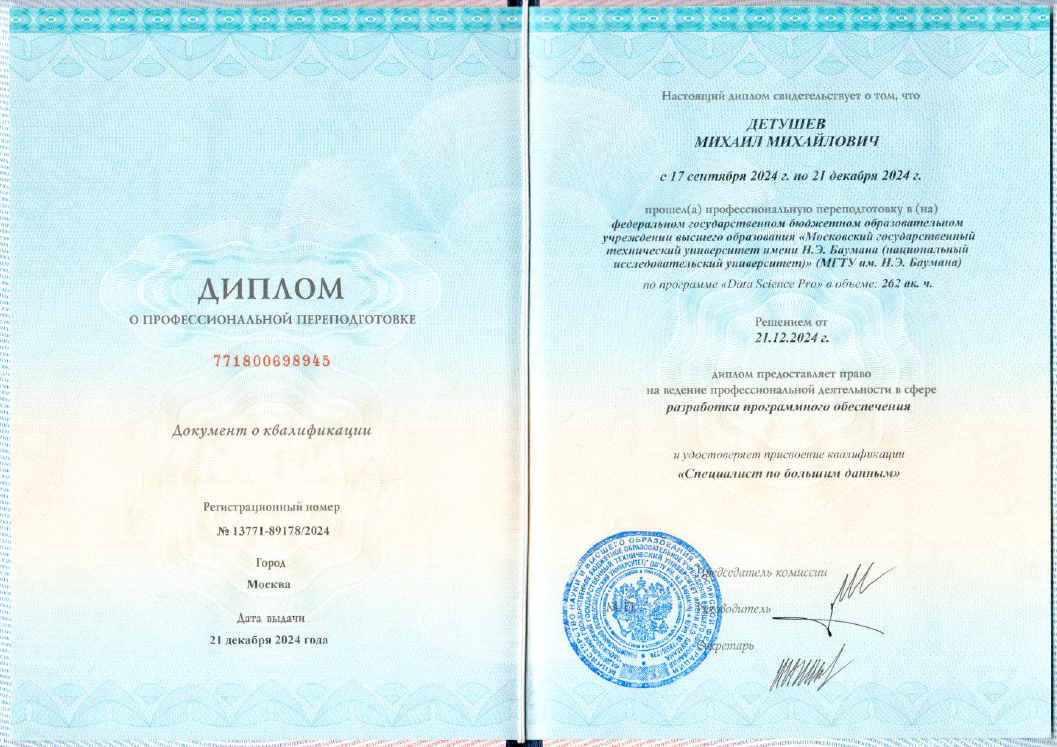 ДИПЛОМ
О ПРОФЕССИОНАЛЬНОЙ ПЕРЕПОДГОТОВКЕ
771800698945
Документ о квалификации
Регистрационный номер
№ 13771-89178/2024
Город
Москва
Дата выдачи
21 декабря 2024 года
Настоящий диплом свидетельствует о том, что
ДЕТУШЕВ
МИХАИЛ МИХАЙЛОВИЧ
с 17 сентября 2024 г. по 21 декабря 2024 г.
прошел(а) профессиональную переподготовку в (на)
федеральном государственном бюджетном образовательном
учреждении высшего образования «Московский государственный
технический университет имени Н.Э. Баумана (национальный
исследовательский университет)» (МГТУ им. Н.Э. Баумана)
по программе «Data Science Pro» в объеме: 262 ак. ч.
Решением от
21.12.2024 г.
диплом предоставляет право
на ведение профессиональной деятельности в сфере
разработки программного обеспечения
и удостоверяет присвоение квалификации
«Специалист по большим данным»
Председатель комиссии
М.П.
Руководитель
Секретарь